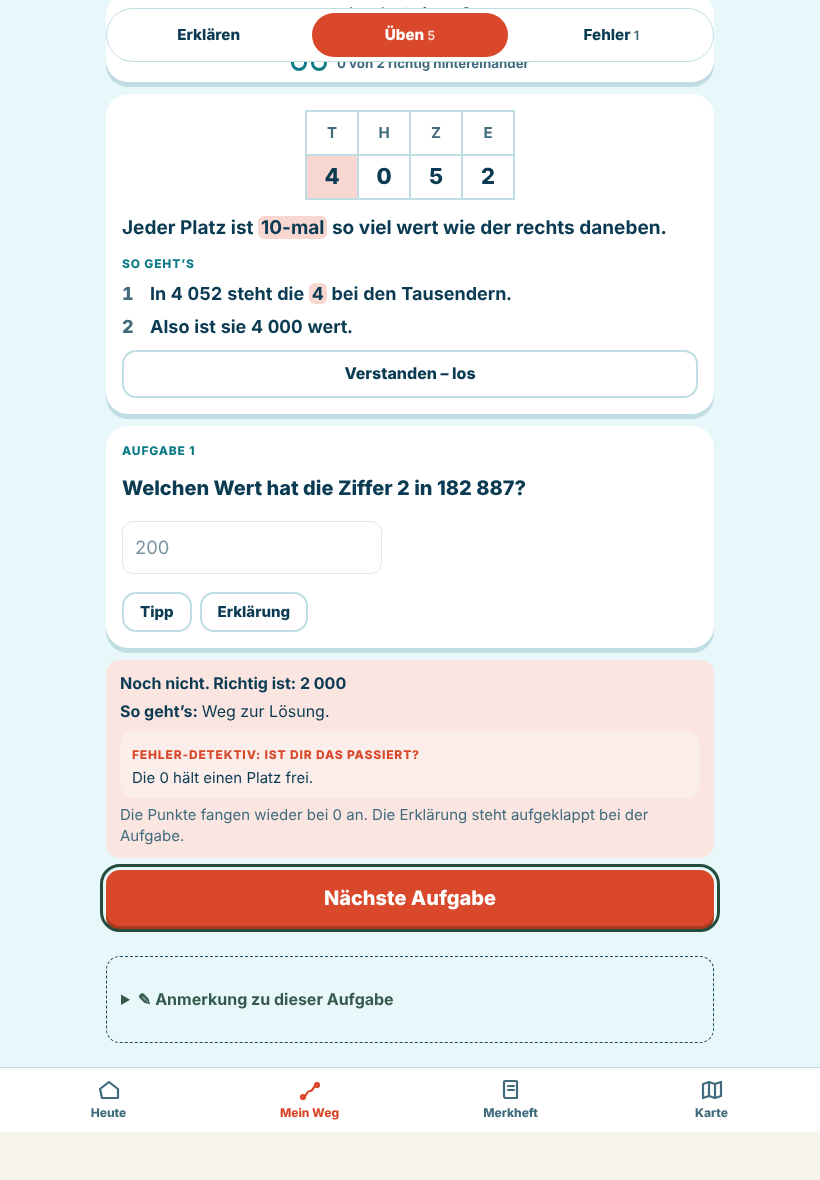 Erklären
Üben 5
Fehler 1
0 von 2 richtig hintereinander
T H Z E
4 0 5 2
Jeder Platz ist 10-mal so viel wert wie der rechts daneben.
SO GEHT'S
1 In 4 052 steht die 4 bei den Tausendern.
2 Also ist sie 4 000 wert.
Verstanden – los
AUFGABE 1
Welchen Wert hat die Ziffer 2 in 182 887?
200
Tipp
Erklärung
Noch nicht. Richtig ist: 2 000
So geht's: Weg zur Lösung.
FEHLER-DETEKTIV: IST DIR DAS PASSIERT?
Die 0 hält einen Platz frei.
Die Punkte fangen wieder bei 0 an. Die Erklärung steht aufgeklappt bei der
Aufgabe.
Nächste Aufgabe
▶ ✎ Anmerkung zu dieser Aufgabe
Heute
Mein Weg
Merkheft
Karte